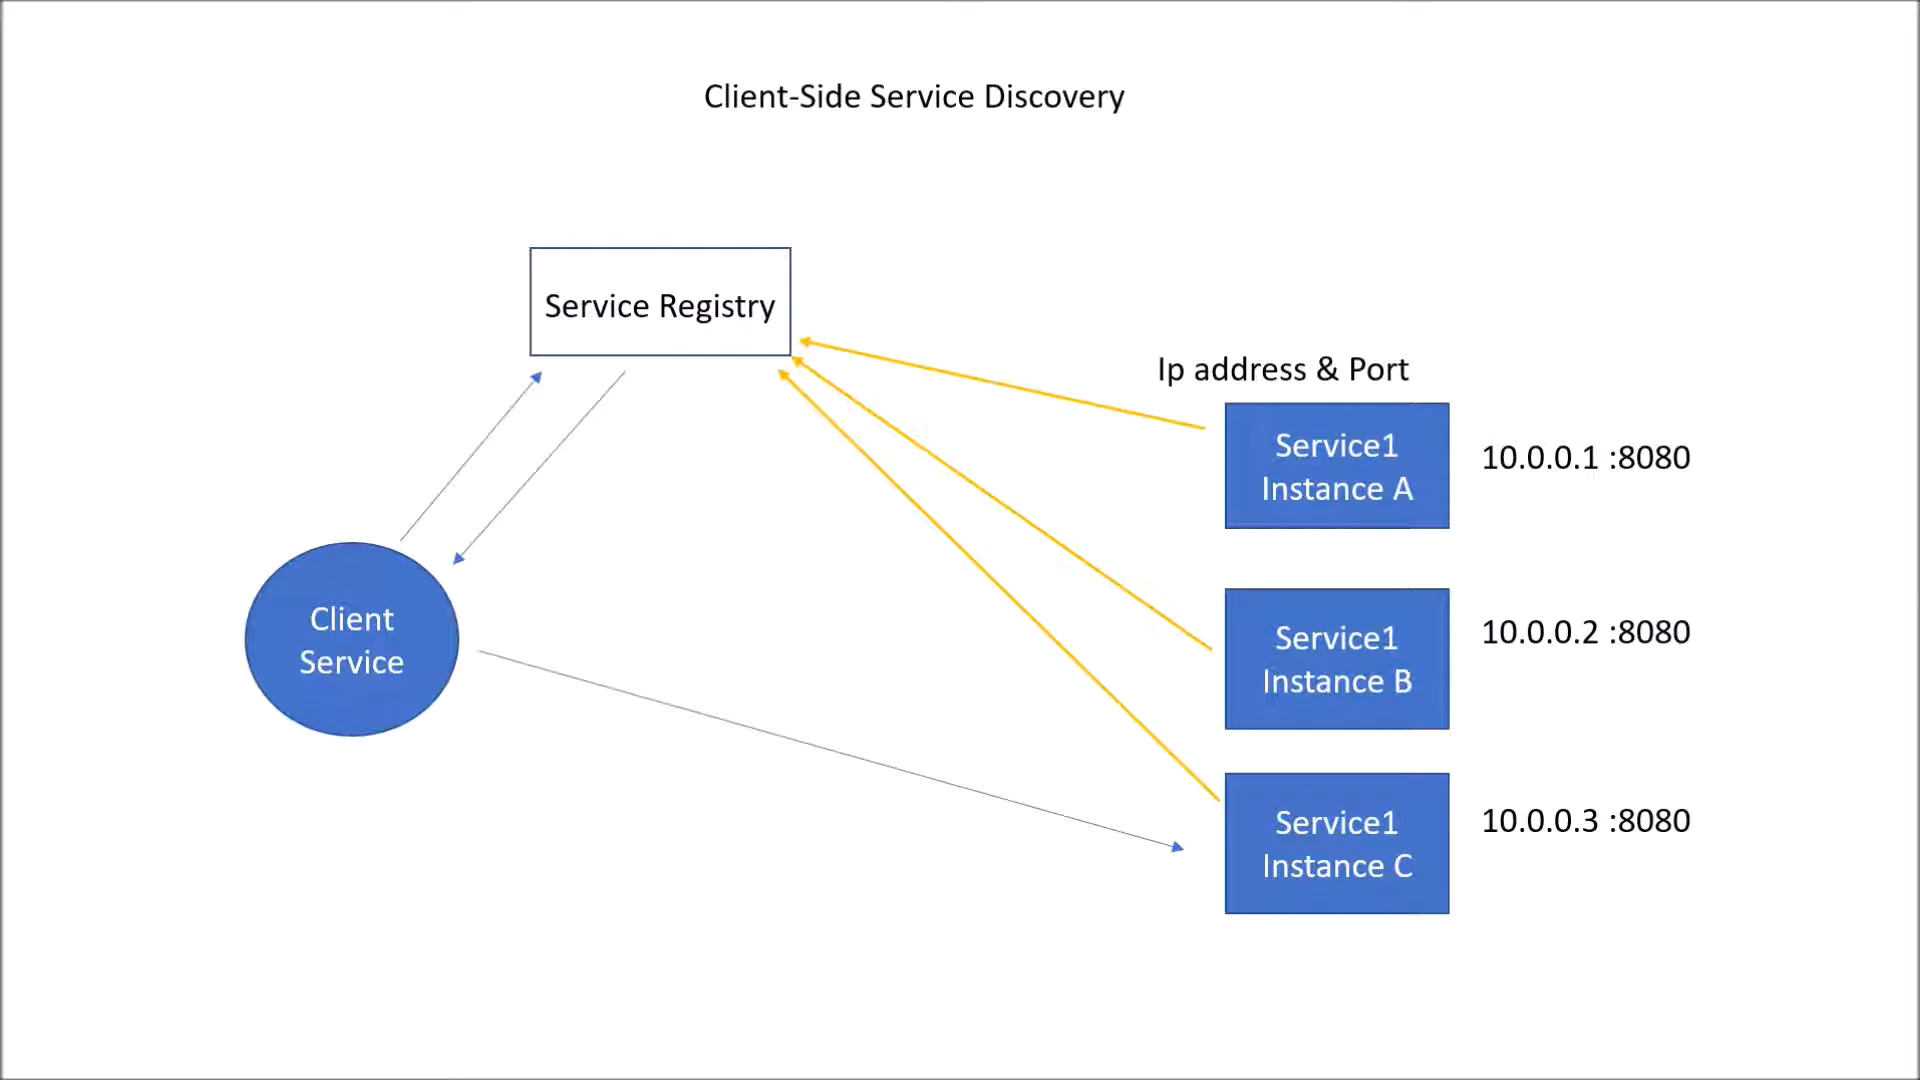 Client-Side Service Discovery
Service Registry
Ip address & Port
Service1
Instance A
10.0.0.1 :8080
Client
Service
Service1
Instance B
10.0.0.2 :8080
Service1
Instance C
10.0.0.3 :8080